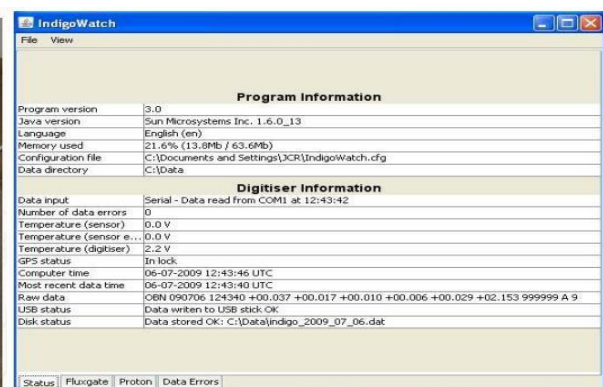 IndigoWatch
File View
Program Information
Program version 3.0
Java version Sun Microsystems Inc. 1.6.0_13
Language English (en)
Memory used 21.6% (13.8Mb / 63.6Mb)
Configuration file C:\Documents and Settings\JCR\IndigoWatch.cfg
Data directory C:\Data
Digitiser Information
Data input Serial - Data read from COM1 at 12:43:42
Number of data errors 0
Temperature (sensor) 0.0 V
Temperature (sensor e... 0.0 V
Temperature (digitiser) 2.2 V
GPS status In lock
Computer time 06-07-2009 12:43:46 UTC
Most recent data time 06-07-2009 12:43:40 UTC
Raw data OBN 090706 124340 +00.037 +00.017 +00.010 +00.006 +00.029 +02.153 999999 A 9
USB status Data writen to USB stick OK
Disk status Data stored OK: C:\Data\indigo_2009_07_06.dat
Status Fluxgate Proton Data Errors